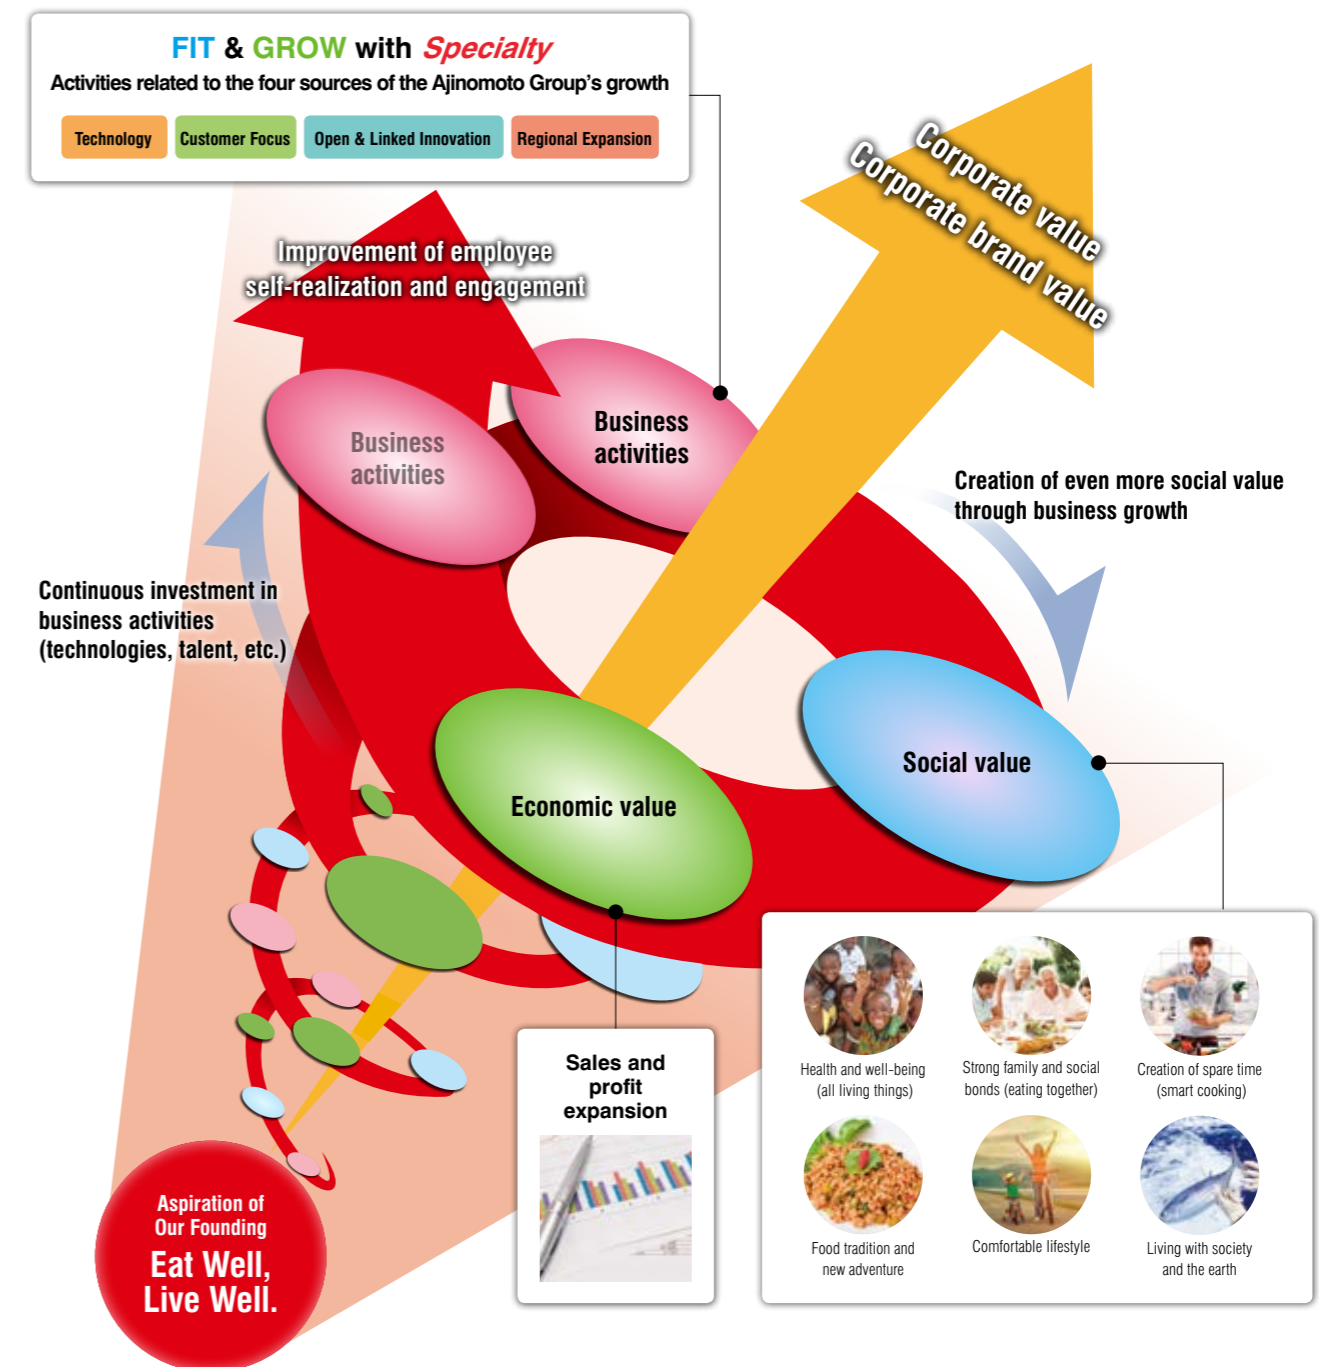 FIT & GROW with Specialty
Activities related to the four sources of the Ajinomoto Group's growth
Technology
Customer Focus
Open & Linked Innovation
Regional Expansion
Corporate value
Corporate brand value
Improvement of employee
self-realization and engagement
Business
activities
Business
activities
Creation of even more social value
through business growth
Continuous investment in
business activities
(technologies, talent, etc.)
Social value
Economic value
Sales and
profit
expansion
Health and well-being
(all living things)
Strong family and social
bonds (eating together)
Creation of spare time
(smart cooking)
Food tradition and
new adventure
Comfortable lifestyle
Living with society
and the earth
Aspiration of
Our Founding
Eat Well,
Live Well.